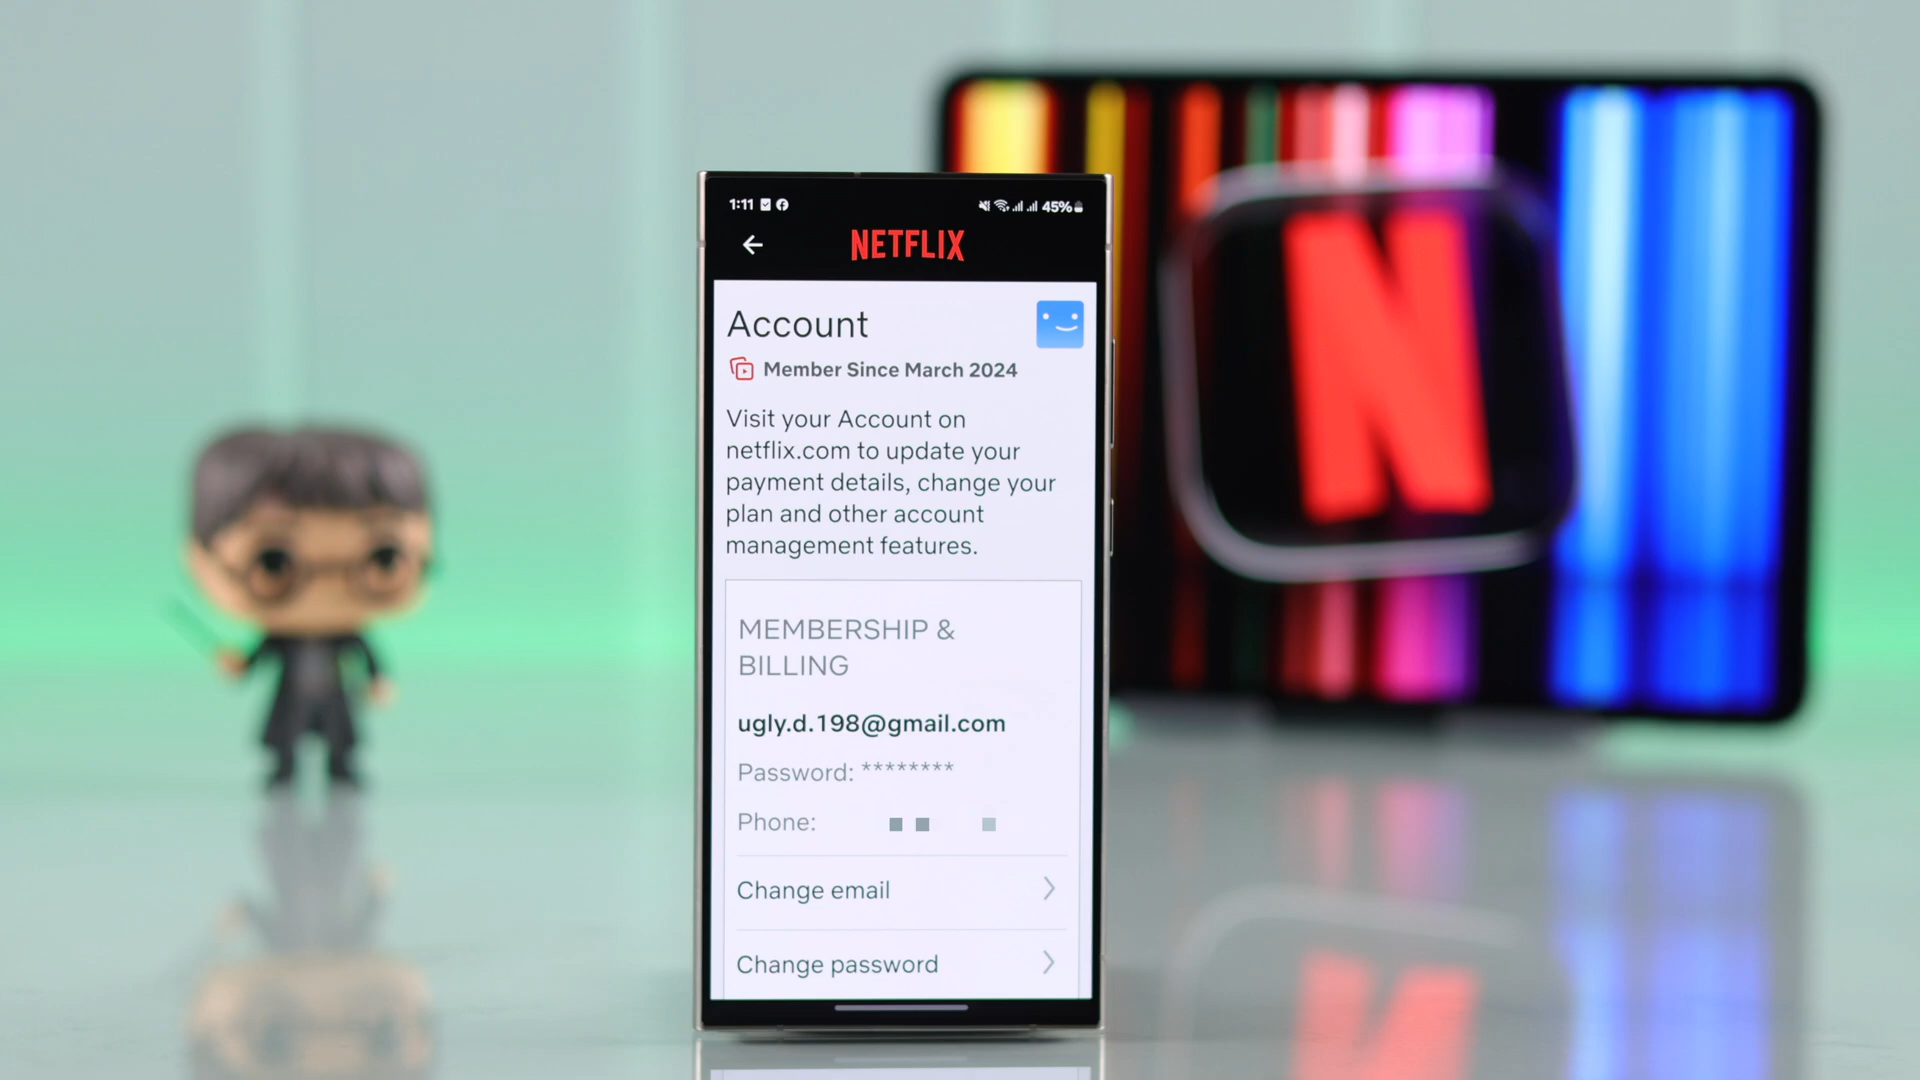 1:11
45%
NETFLIX
Account
Member Since March 2024
Visit your Account on
netflix.com to update your
payment details, change your
plan and other account
management features.
MEMBERSHIP &
BILLING
ugly.d.198@gmail.com
Password: ********
Phone:
Change email
Change password
N